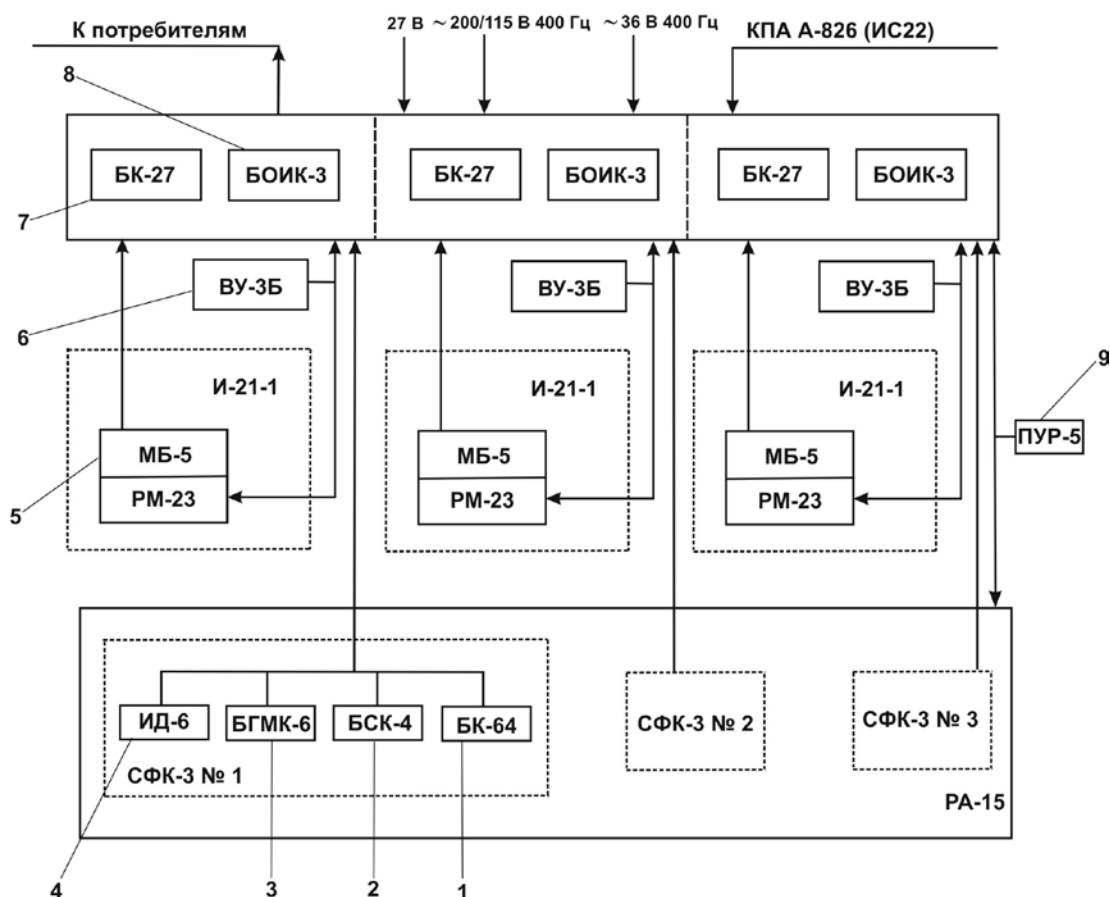 К потребителям
27 В ~200/115 В 400 Гц ~36 В 400 Гц
КПА А-826 (ИС22)
8
БК-27 БОИК-3 БК-27 БОИК-3 БК-27 БОИК-3
7
ВУ-3Б ВУ-3Б ВУ-3Б
6
И-21-1 И-21-1 И-21-1
9
ПУР-5
МБ-5 МБ-5 МБ-5
РМ-23 РМ-23 РМ-23
5
ИД-6 БГМК-6 БСК-4 БК-64
СФК-3 № 2
СФК-3 № 3
СФК-3 № 1
РА-15
4 3 2 1